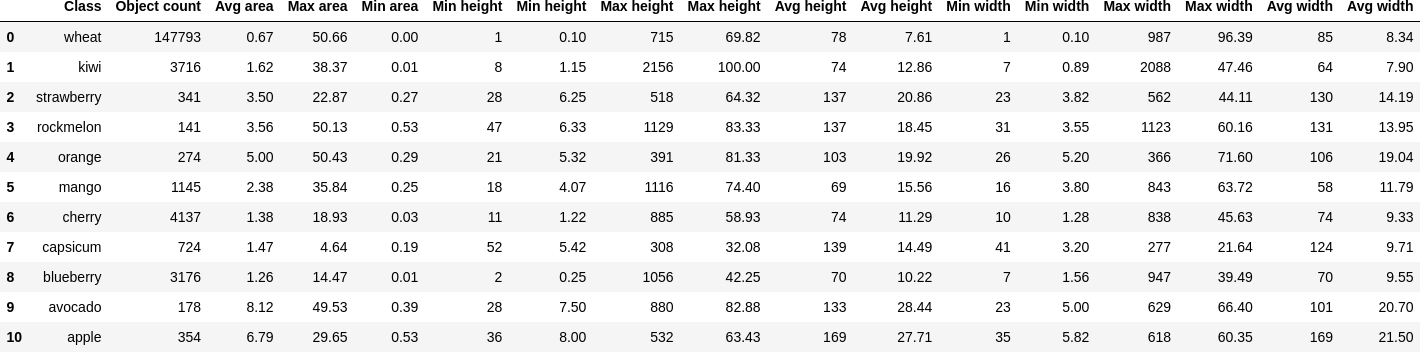 Class Object count Avg area Max area Min area Min height Min height Max height Max height Avg height Avg height Min width Min width Max width Max width Avg width Avg width
0 wheat 147793 0.67 50.66 0.00 1 0.10 715 69.82 78 7.61 1 0.10 987 96.39 85 8.34
1 kiwi 3716 1.62 38.37 0.01 8 1.15 2156 100.00 74 12.86 7 0.89 2088 47.46 64 7.90
2 strawberry 341 3.50 22.87 0.27 28 6.25 518 64.32 137 20.86 23 3.82 562 44.11 130 14.19
3 rockmelon 141 3.56 50.13 0.53 47 6.33 1129 83.33 137 18.45 31 3.55 1123 60.16 131 13.95
4 orange 274 5.00 50.43 0.29 21 5.32 391 81.33 103 19.92 26 5.20 366 71.60 106 19.04
5 mango 1145 2.38 35.84 0.25 18 4.07 1116 74.40 69 15.56 16 3.80 843 63.72 58 11.79
6 cherry 4137 1.38 18.93 0.03 11 1.22 885 58.93 74 11.29 10 1.28 838 45.63 74 9.33
7 capsicum 724 1.47 4.64 0.19 52 5.42 308 32.08 139 14.49 41 3.20 277 21.64 124 9.71
8 blueberry 3176 1.26 14.47 0.01 2 0.25 1056 42.25 70 10.22 7 1.56 947 39.49 70 9.55
9 avocado 178 8.12 49.53 0.39 28 7.50 880 82.88 133 28.44 23 5.00 629 66.40 101 20.70
10 apple 354 6.79 29.65 0.53 36 8.00 532 63.43 169 27.71 35 5.82 618 60.35 169 21.50